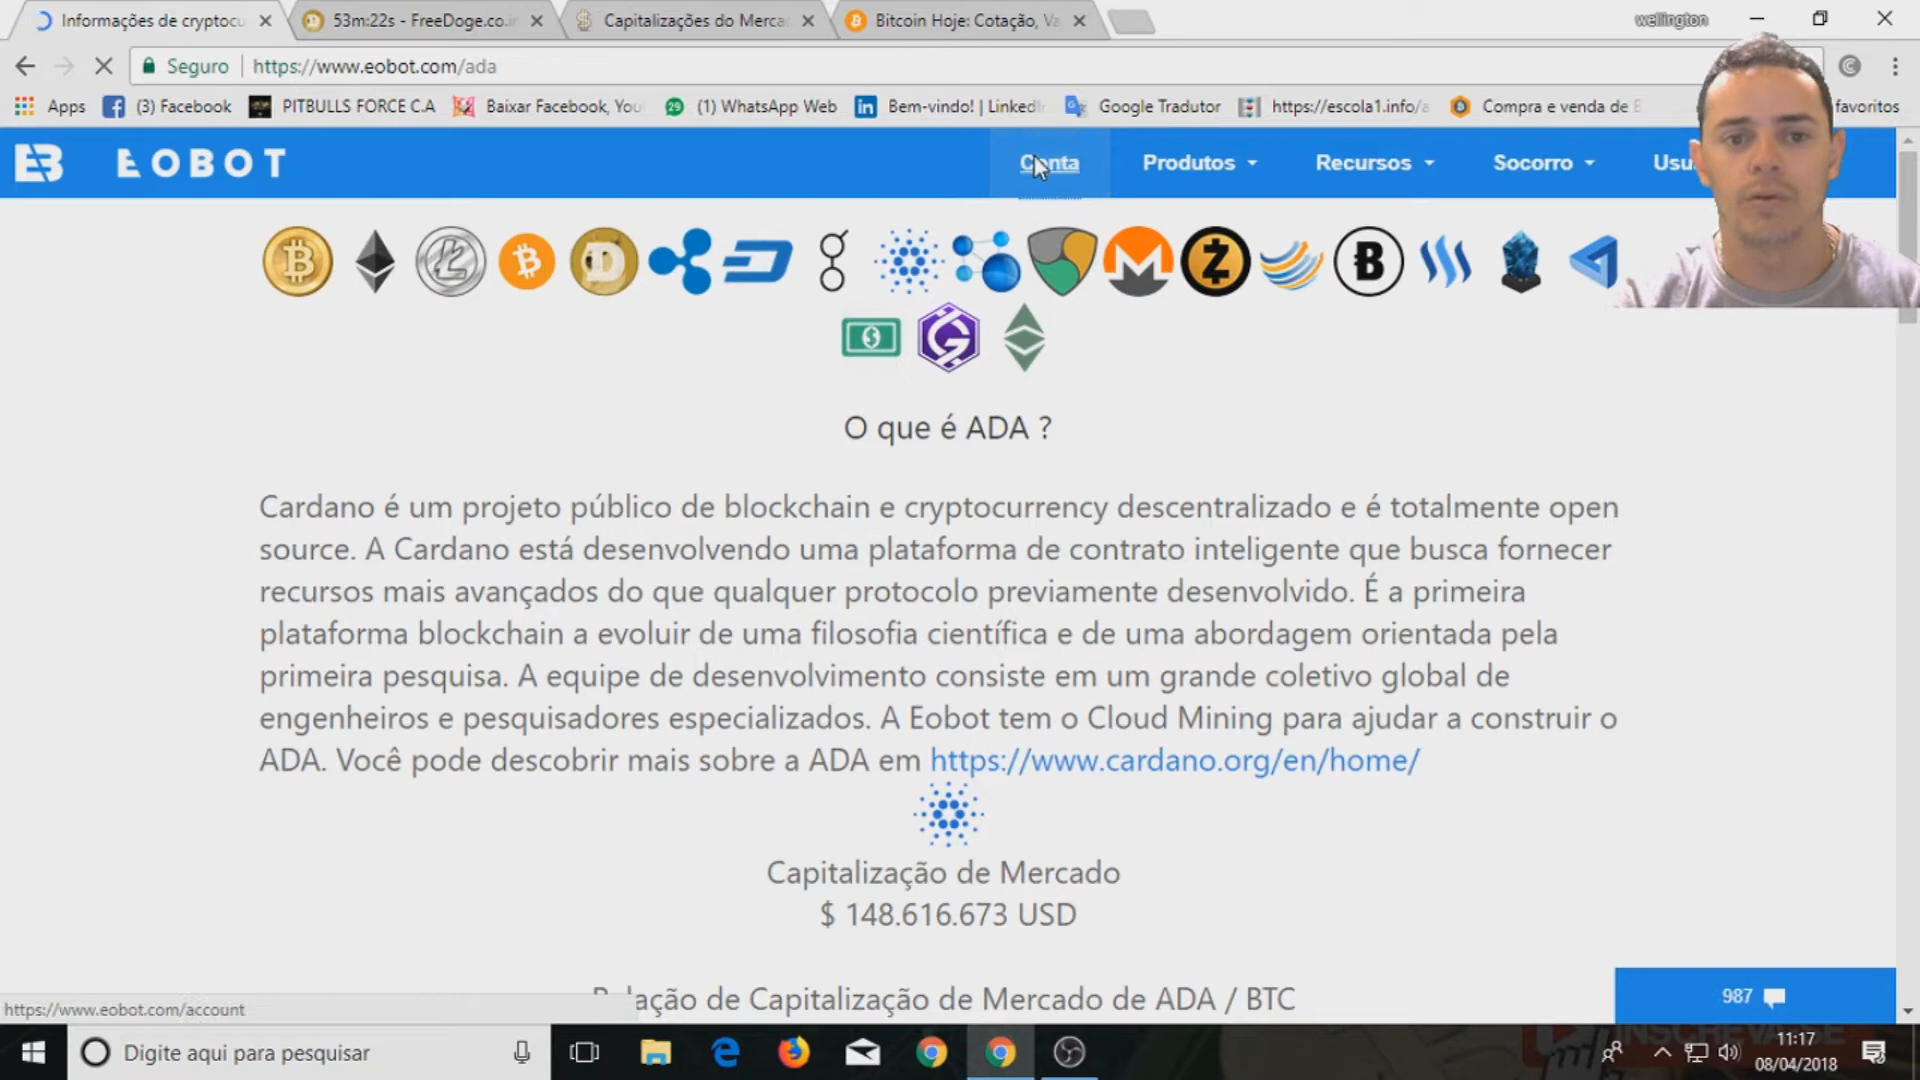 Informações de cryptocu
53m:22s - FreeDoge.co.in
Capitalizações do Merca
Bitcoin Hoje: Cotação, Va
wellington
Seguro
https://www.eobot.com/ada
Apps
(3) Facebook
PITBULLS FORCE C.A
Baixar Facebook, You
29
(1) WhatsApp Web
Bem-vindo! | LinkedIn
Google Tradutor
https://escola1.info/a
Compra e venda de B
favoritos
EOBOT
Conta
Produtos
Recursos
Socorro
Usu
O que é ADA ?
Cardano é um projeto público de blockchain e cryptocurrency descentralizado e é totalmente open
source. A Cardano está desenvolvendo uma plataforma de contrato inteligente que busca fornecer
recursos mais avançados do que qualquer protocolo previamente desenvolvido. É a primeira
plataforma blockchain a evoluir de uma filosofia científica e de uma abordagem orientada pela
primeira pesquisa. A equipe de desenvolvimento consiste em um grande coletivo global de
engenheiros e pesquisadores especializados. A Eobot tem o Cloud Mining para ajudar a construir o
ADA. Você pode descobrir mais sobre a ADA em https://www.cardano.org/en/home/
Capitalização de Mercado
$ 148.616.673 USD
Relação de Capitalização de Mercado de ADA / BTC
987
https://www.eobot.com/account
Digite aqui para pesquisar
11:17
08/04/2018